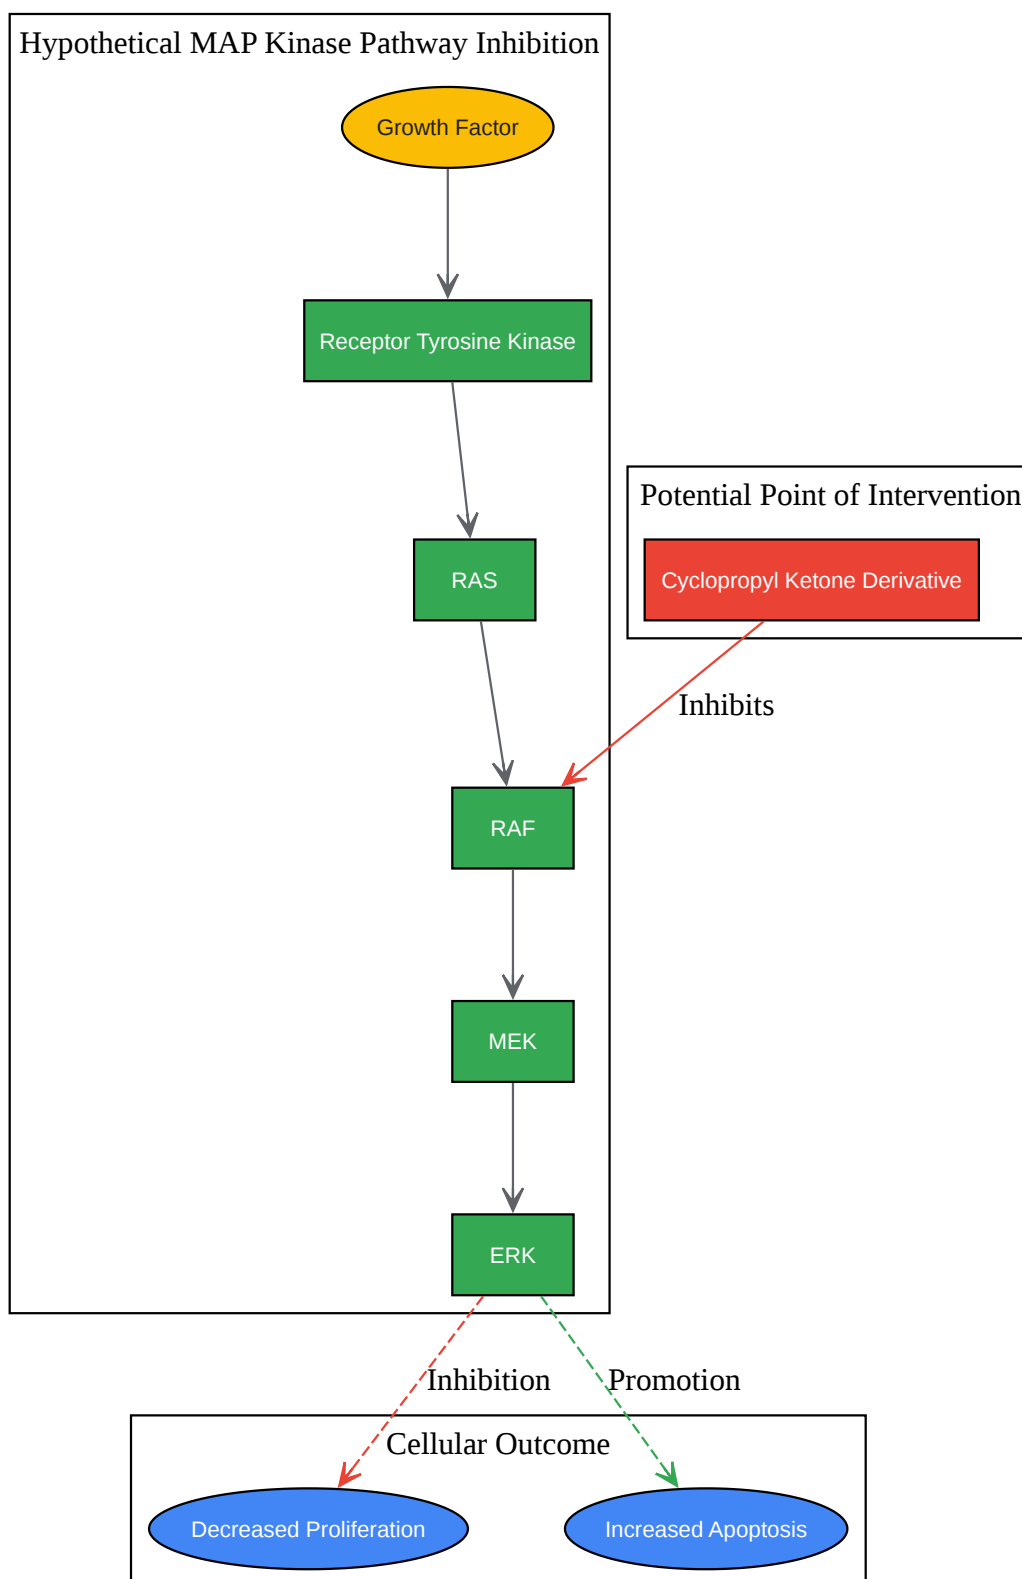 Hypothetical MAP Kinase Pathway Inhibition
Growth Factor
Receptor Tyrosine Kinase
Potential Point of Intervention
RAS
Cyclopropyl Ketone Derivative
Inhibits
RAF
MEK
ERK
Inhibition
Promotion
Cellular Outcome
Decreased Proliferation
Increased Apoptosis